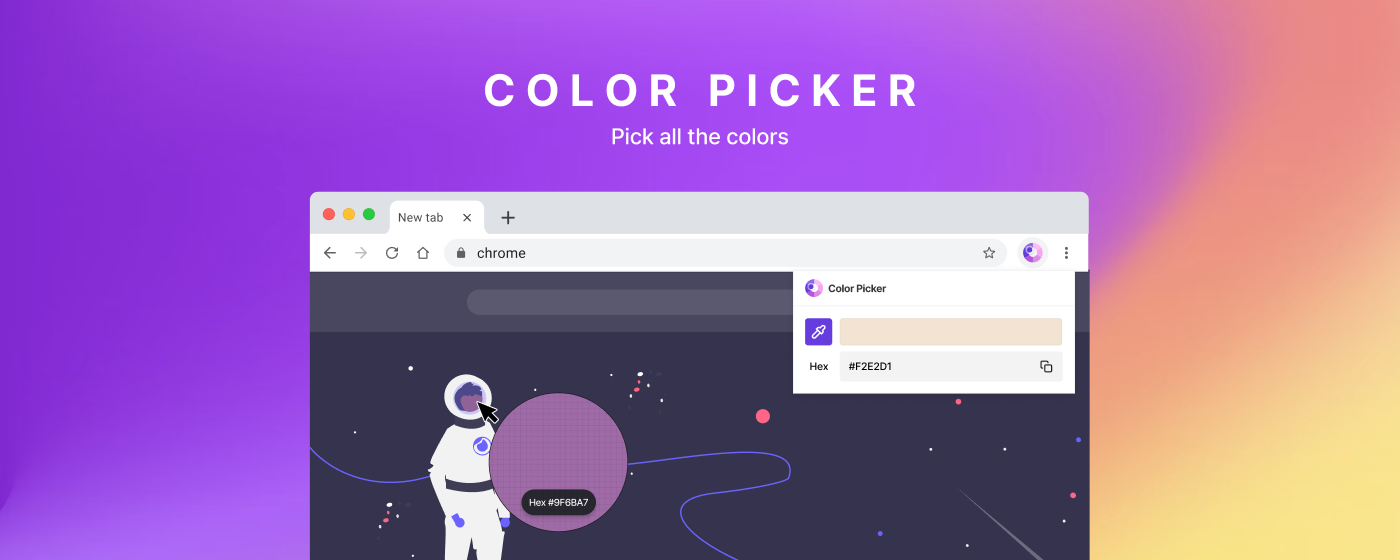 COLOR PICKER
Pick all the colors
New tab
chrome
Color Picker
Hex #F2E2D1
Hex #9F6BA7